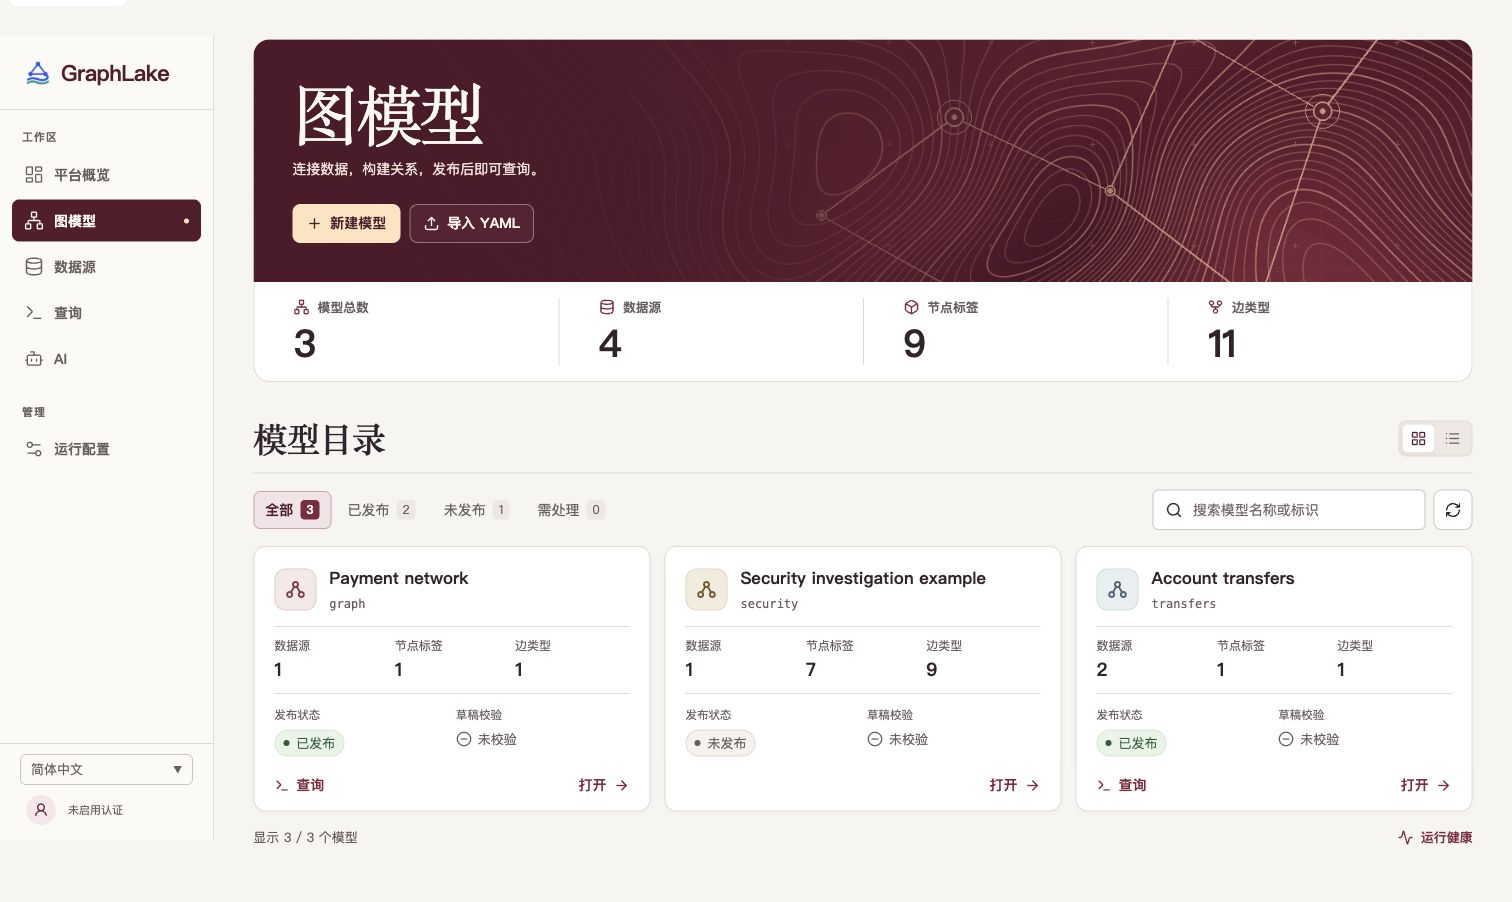 GraphLake
工作区
平台概览
图模型
数据源
查询
AI
管理
运行配置
简体中文
未启用认证
图模型
连接数据，构建关系，发布后即可查询。
新建模型
导入 YAML
模型总数
3
数据源
4
节点标签
9
边类型
11
模型目录
全部 3
已发布 2
未发布 1
需处理 0
搜索模型名称或标识
Payment network
graph
数据源 节点标签 边类型
1 1 1
发布状态 草稿校验
已发布 未校验
查询 打开
Security investigation example
security
数据源 节点标签 边类型
1 7 9
发布状态 草稿校验
未发布 未校验
打开
Account transfers
transfers
数据源 节点标签 边类型
2 1 1
发布状态 草稿校验
已发布 未校验
查询 打开
显示 3 / 3 个模型
运行健康